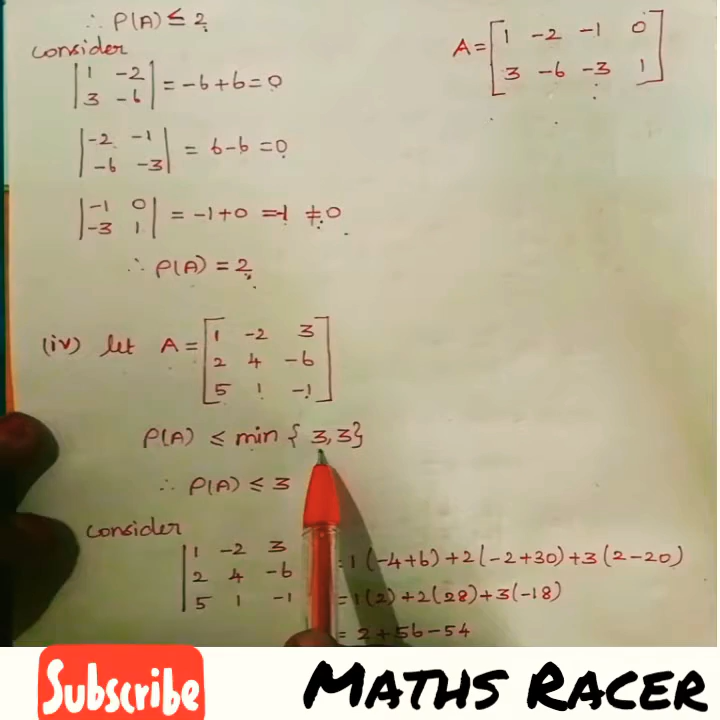 ∴ ρ(A) ≤ 2
consider
|1 -2|
|3 -6| = -6+6 = 0
|-2 -1|
|-6 -3| = 6-6 = 0
|-1 0|
|-3 1| = -1+0 = -1 ≠ 0
∴ ρ(A) = 2
A = [1 -2 -1 0
3 -6 -3 1]
(iv) let A = [1 -2 3
2 4 -6
5 1 -1]
ρ(A) ≤ min { 3, 3}
∴ ρ(A) ≤ 3
Consider
|1 -2 3|
|2 4 -6|
|5 1 -1|
= 1(-4+6)+2(-2+30)+3(2-20)
= 1(2)+2(28)+3(-18)
= 2+56-54
Subscribe
MATHS RACER